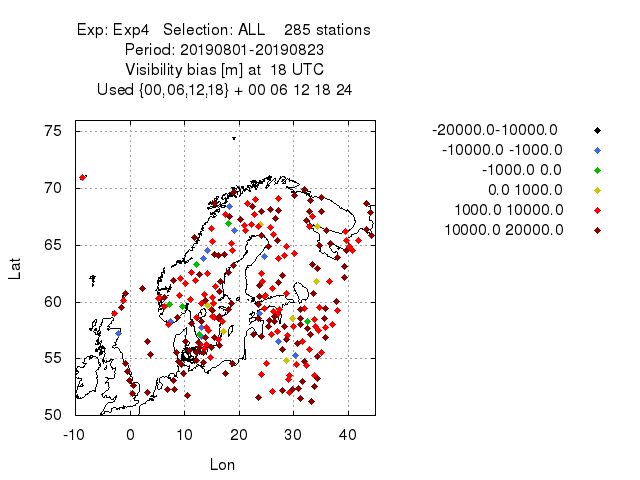 Exp: Exp4   Selection: ALL    285 stations
Period: 20190801-20190823
Visibility bias [m] at  18 UTC
Used {00,06,12,18} + 00 06 12 18 24
75
70
65
60
55
50
Lat
-10 0 10 20 30 40
Lon
-20000.0-10000.0
-10000.0 -1000.0
-1000.0 0.0
0.0 1000.0
1000.0 10000.0
10000.0 20000.0